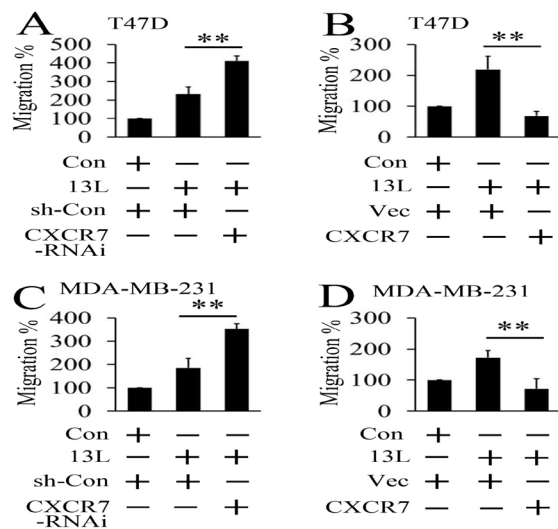 A T47D
**
Migration %
500
400
300
200
100
0
Con + — —
13L — + +
sh-Con + + —
CXCR7 — — +
-RNAi
B T47D
**
Migration %
300
200
100
0
Con + — —
13L — + +
Vec + + —
CXCR7 — — +
C MDA-MB-231
**
Migration %
400
300
200
100
0
Con + — —
13L — + +
sh-Con + + —
CXCR7 — — +
-RNAi
D MDA-MB-231
**
Migration %
300
200
100
0
Con + — —
13L — + +
Vec + + —
CXCR7 — — +